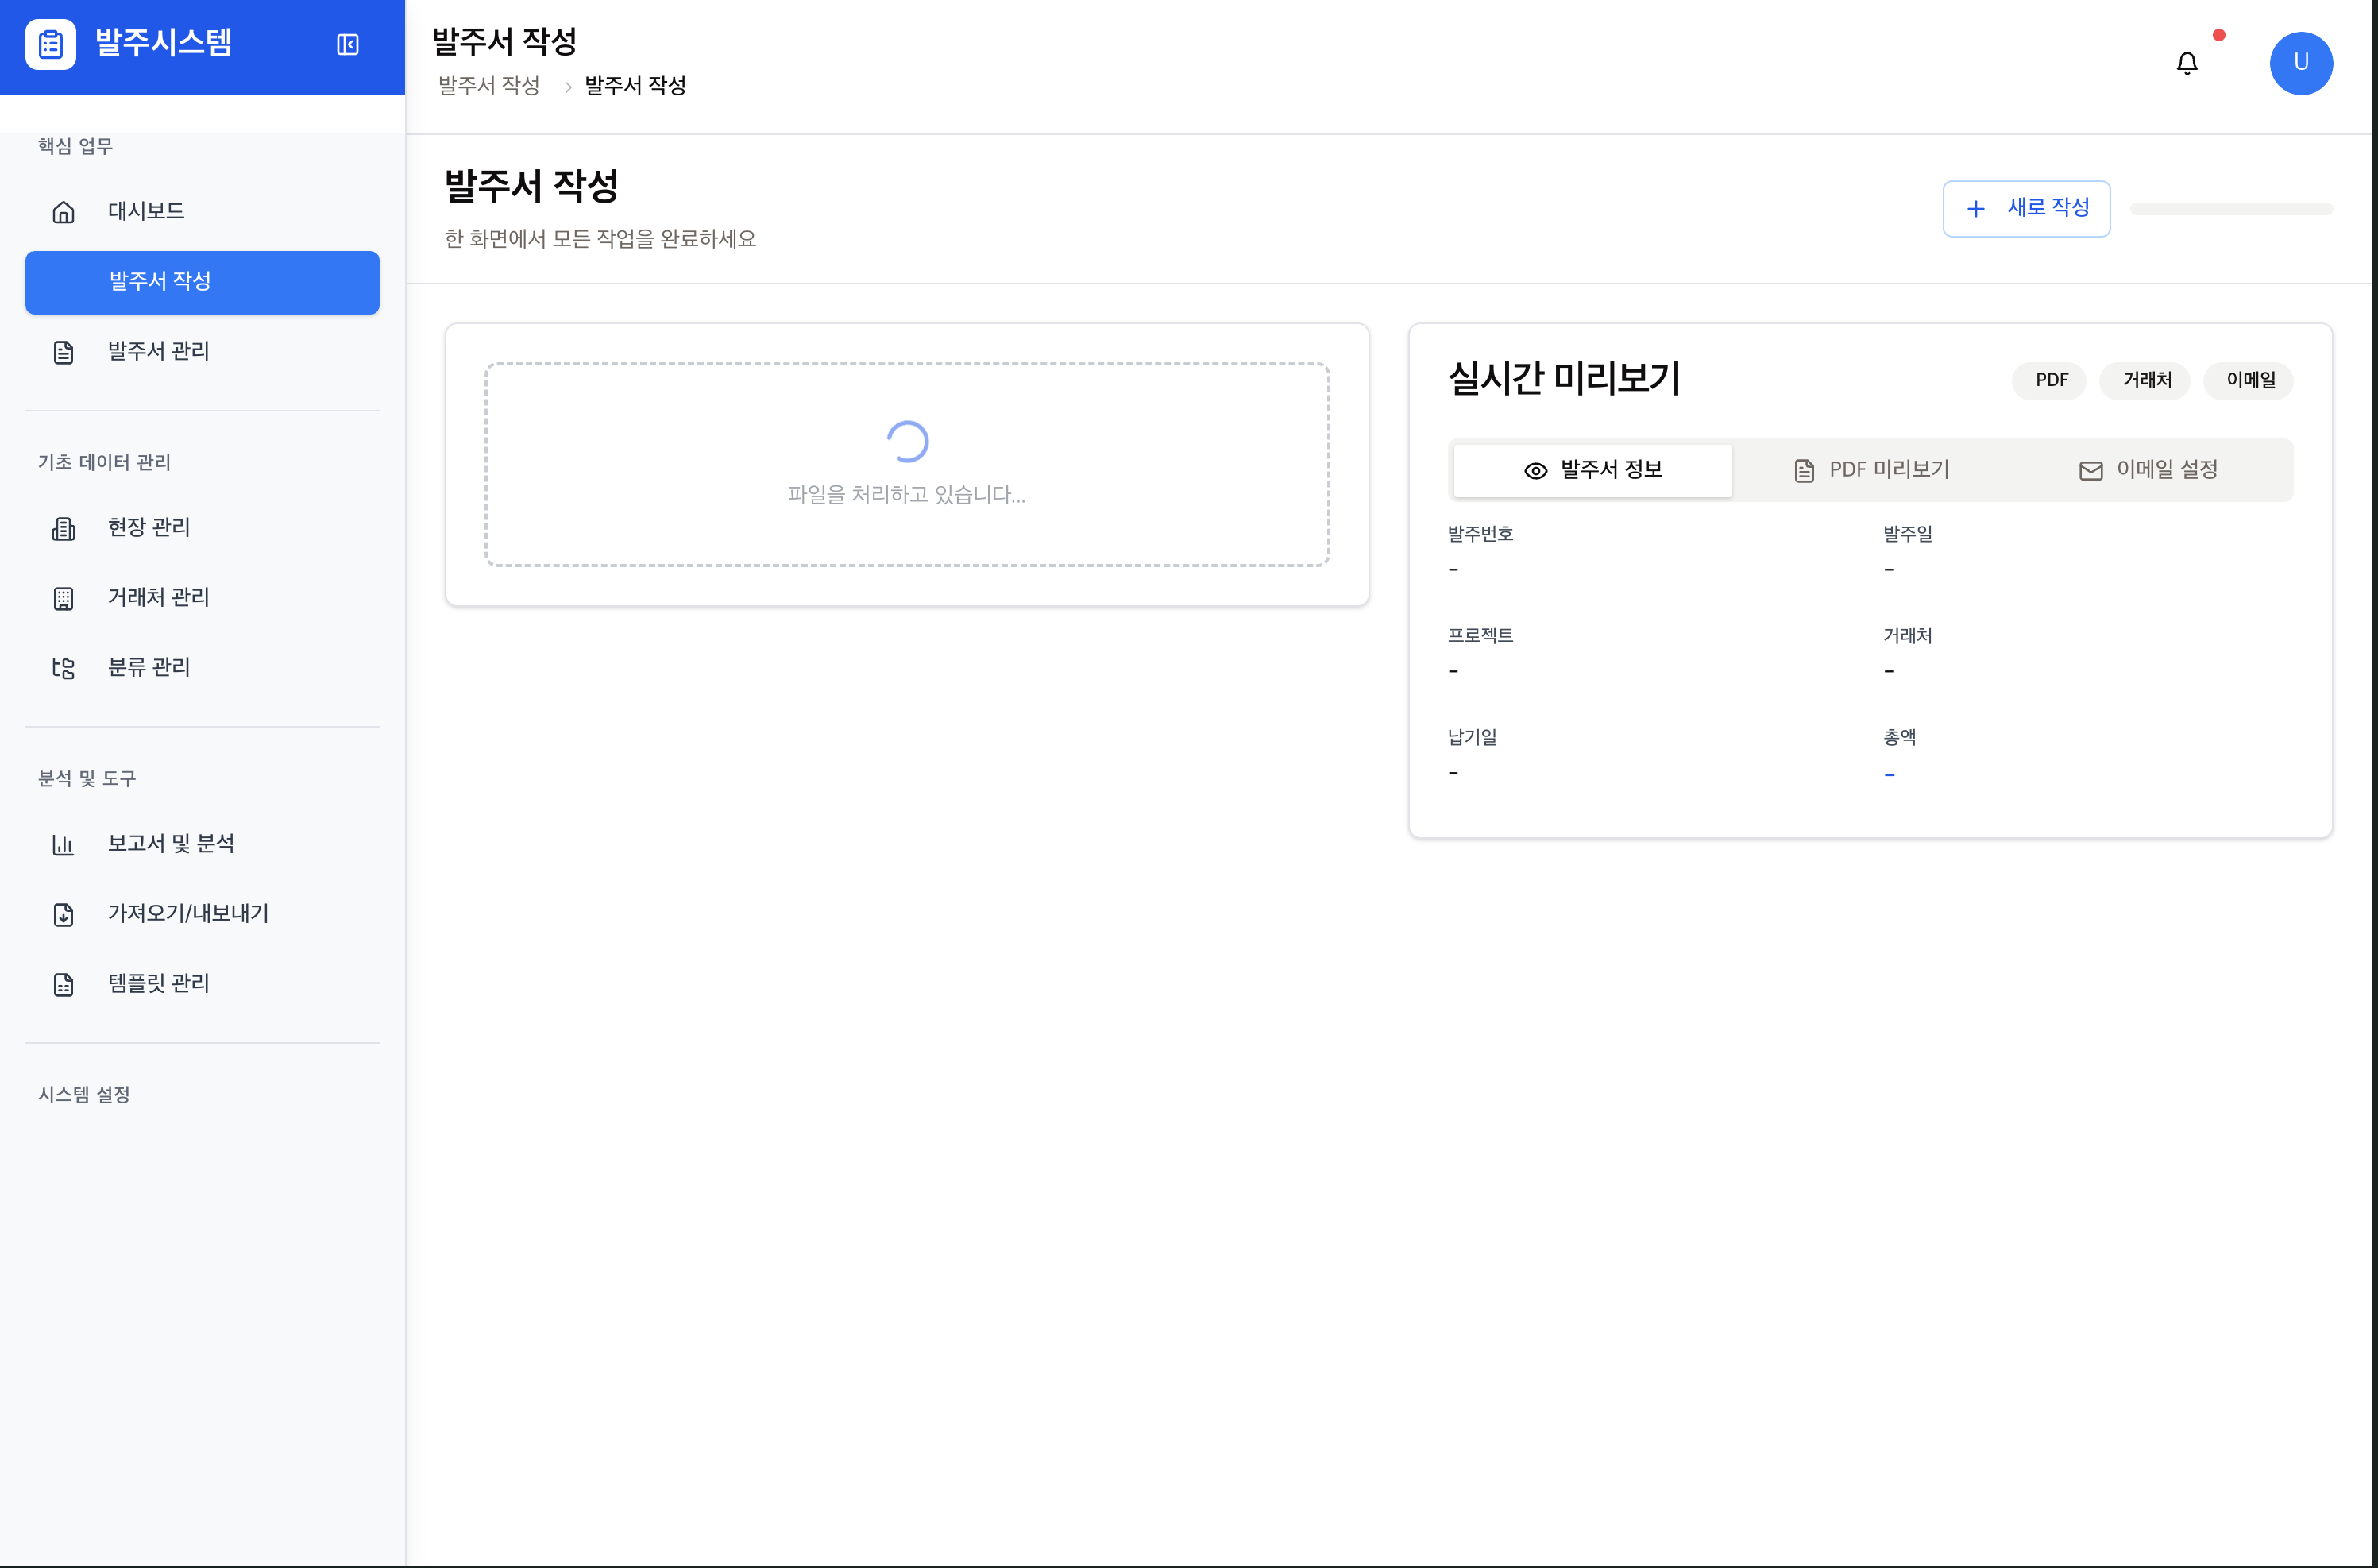 발주시스템
핵심 업무
대시보드
발주서 작성
발주서 관리
기초 데이터 관리
현장 관리
거래처 관리
분류 관리
분석 및 도구
보고서 및 분석
가져오기/내보내기
템플릿 관리
시스템 설정
발주서 작성
발주서 작성 > 발주서 작성
U
발주서 작성
한 화면에서 모든 작업을 완료하세요
+ 새로 작성
파일을 처리하고 있습니다...
실시간 미리보기
PDF 거래처 이메일
발주서 정보 PDF 미리보기 이메일 설정
발주번호 발주일
- -
프로젝트 거래처
- -
납기일 총액
- -